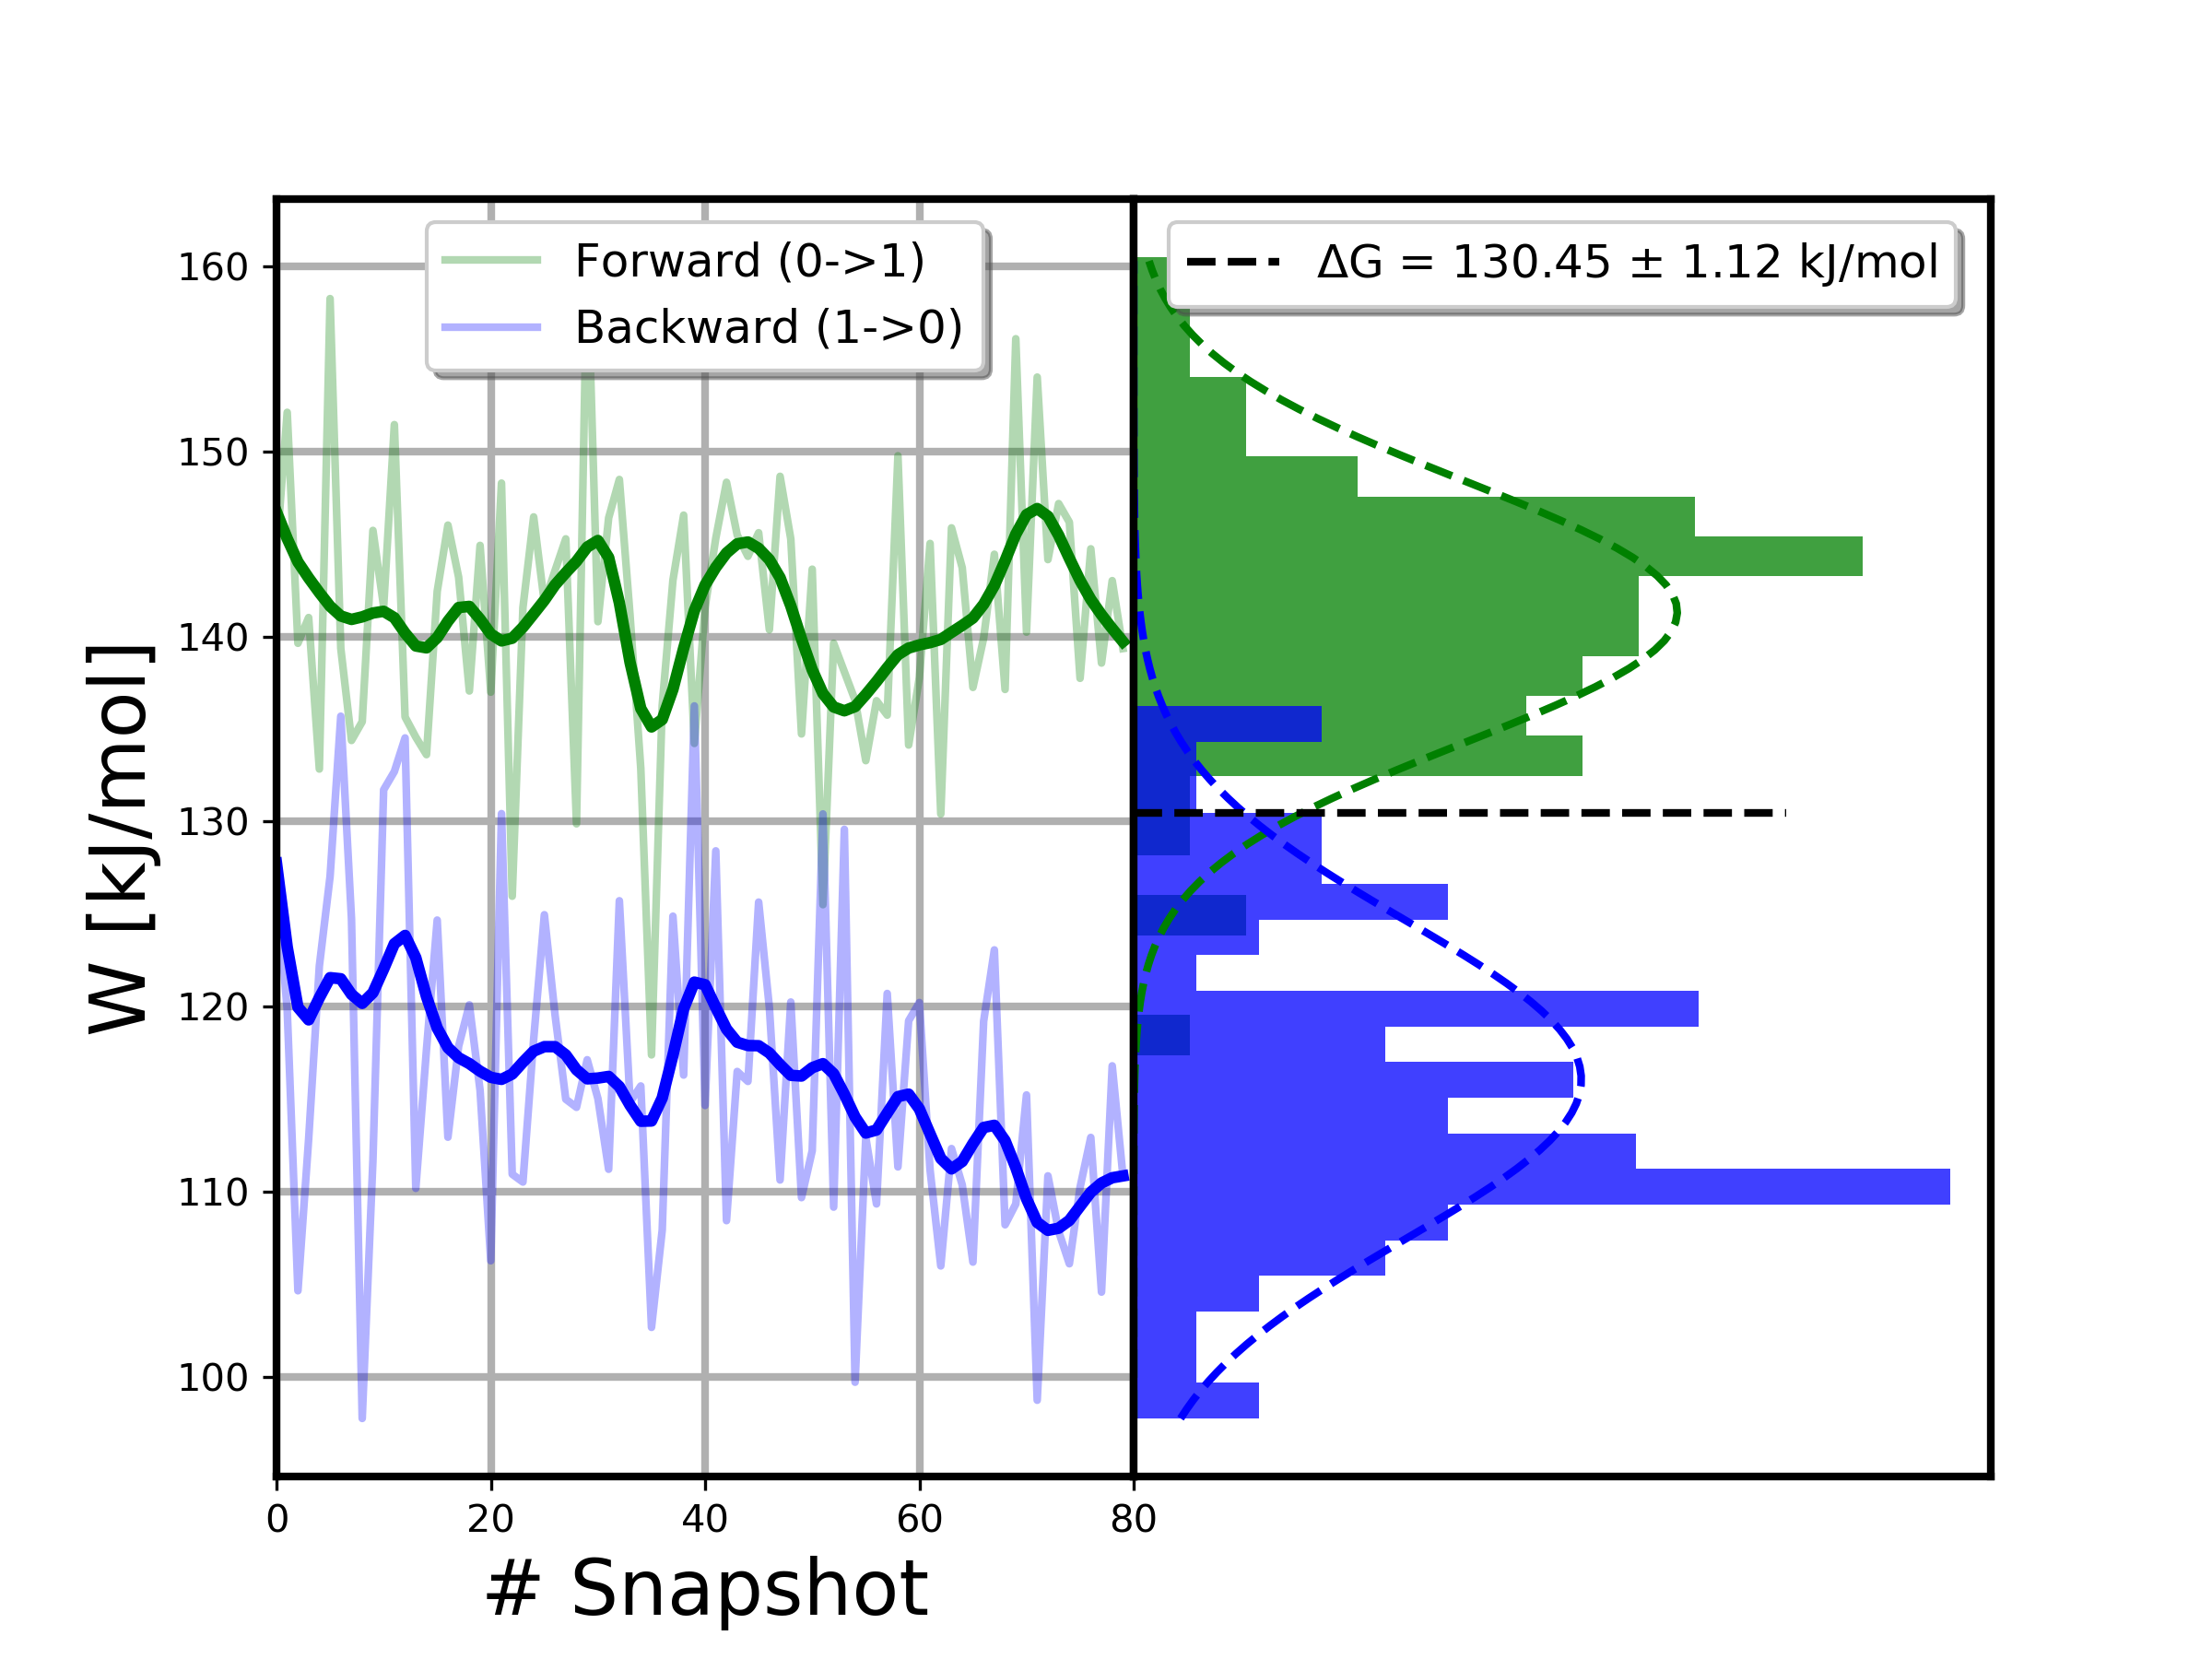 Forward (0->1)
Backward (1->0)
ΔG = 130.45 ± 1.12 kJ/mol
W [kJ/mol]
160
150
140
130
120
110
100
0 20 40 60 80
# Snapshot